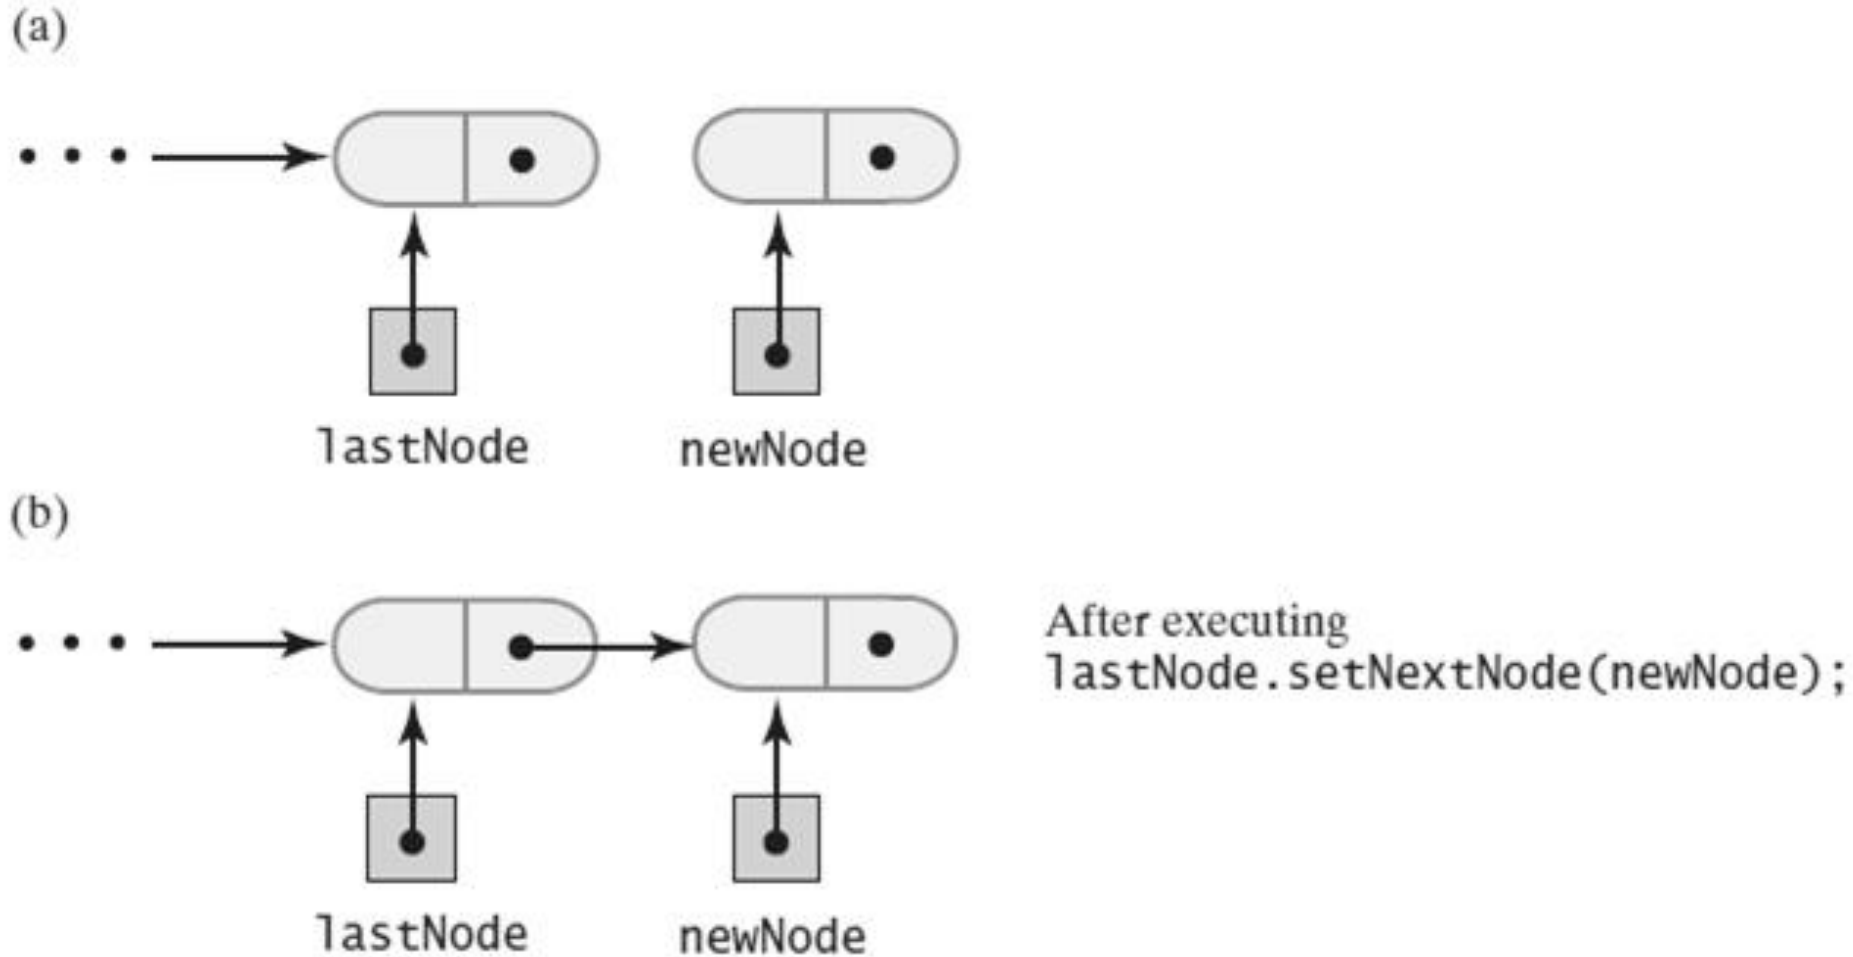 (a)
lastNode
newNode
(b)
After executing
lastNode.setNextNode(newNode);
lastNode
newNode